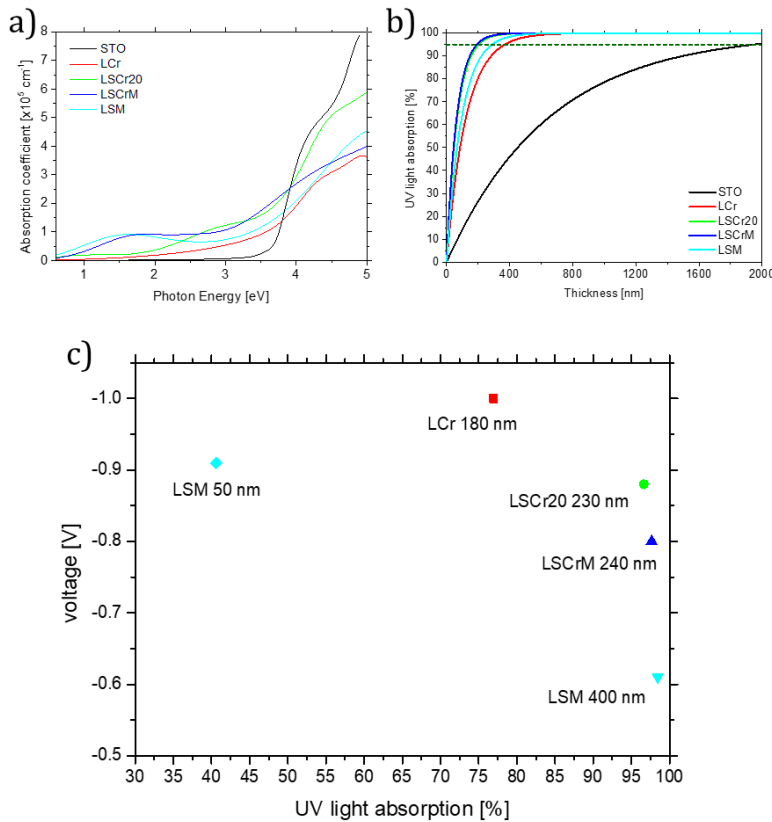 a)
8
7
6
5
4
3
2
1
0
Absorption coefficient [x10⁵ cm⁻¹]
STO
LCr
LSCr20
LSCrM
LSM
1 2 3 4 5
Photon Energy [eV]
b)
100
90
80
70
60
50
40
30
20
10
0
UV light absorption [%]
STO
LCr
LSCr20
LSCrM
LSM
0 400 800 1200 1600 2000
Thickness [nm]
c)
-1.0
-0.9
-0.8
-0.7
-0.6
-0.5
voltage [V]
LCr 180 nm
LSM 50 nm
LSCr20 230 nm
LSCrM 240 nm
LSM 400 nm
30 35 40 45 50 55 60 65 70 75 80 85 90 95 100
UV light absorption [%]